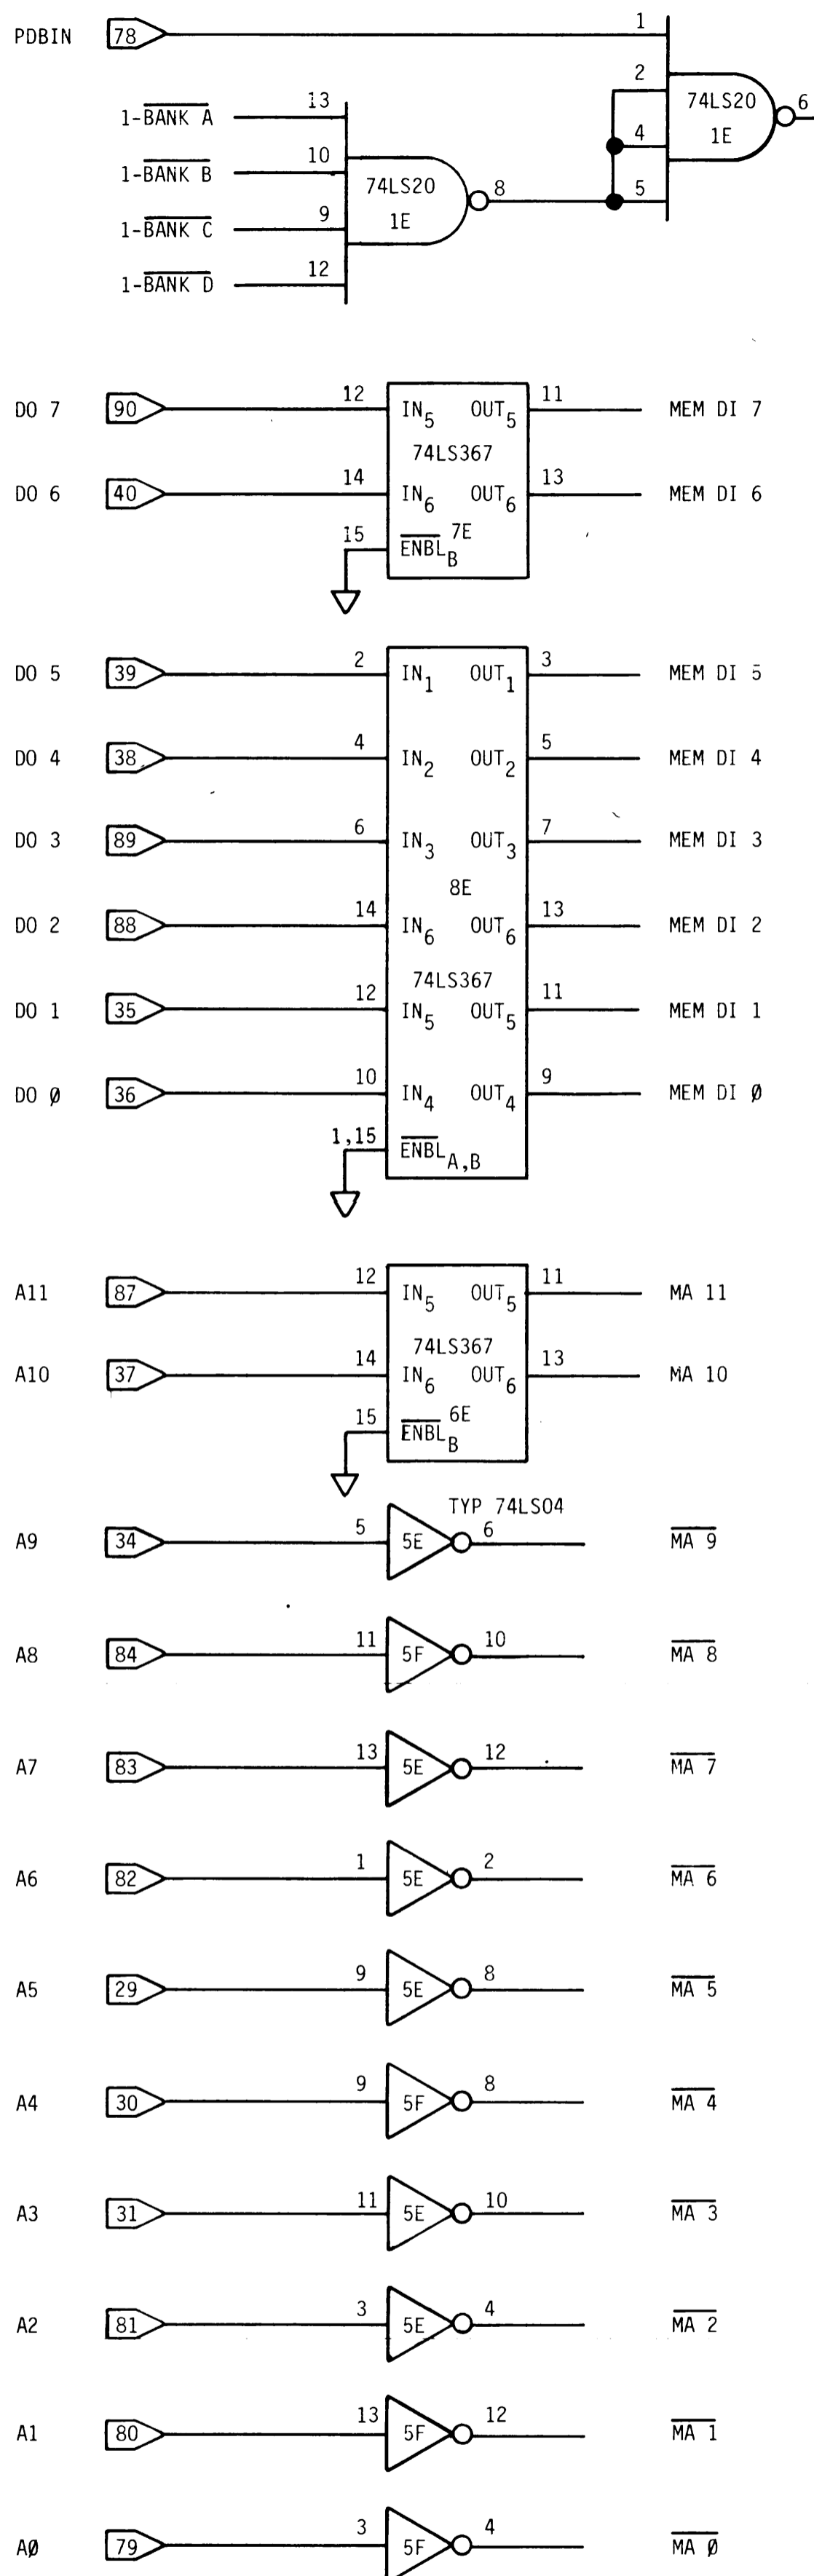 PDBIN 78 1
2
74LS20
1E
6
4
5
1-BANK A 13
1-BANK B 10
74LS20
1E
8
1-BANK C 9
1-BANK D 12
DO 7 90 12 IN5 OUT5 11 MEM DI 7
74LS367
DO 6 40 14 IN6 OUT6 13 MEM DI 6
15 ENBLB 7E
DO 5 39 2 IN1 OUT1 3 MEM DI 5
DO 4 38 4 IN2 OUT2 5 MEM DI 4
DO 3 89 6 IN3 OUT3 7 MEM DI 3
8E
DO 2 88 14 IN6 OUT6 13 MEM DI 2
74LS367
DO 1 35 12 IN5 OUT5 11 MEM DI 1
DO Ø 36 10 IN4 OUT4 9 MEM DI Ø
1,15 ENBLA,B
A11 87 12 IN5 OUT5 11 MA 11
74LS367
A10 37 14 IN6 OUT6 13 MA 10
15 ENBLB 6E
TYP 74LS04
A9 34 5 5E 6 MA 9
A8 84 11 5F 10 MA 8
A7 83 13 5E 12 MA 7
A6 82 1 5E 2 MA 6
A5 29 9 5E 8 MA 5
A4 30 9 5F 8 MA 4
A3 31 11 5E 10 MA 3
A2 81 3 5E 4 MA 2
A1 80 13 5F 12 MA 1
AØ 79 3 5F 4 MA Ø